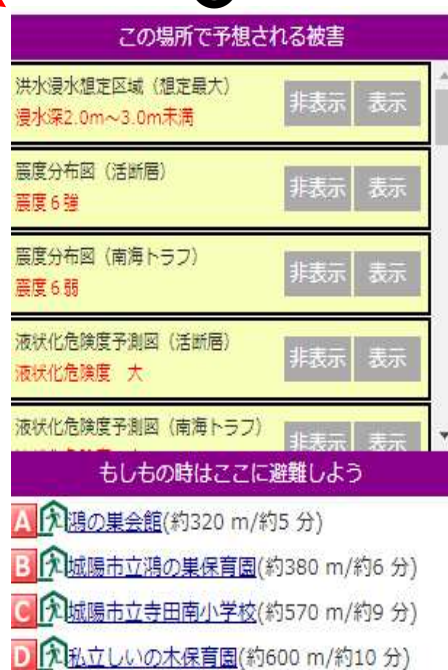 この場所で予想される被害
洪水浸水想定区域（想定最大）
浸水深2.0m～3.0m未満
非表示 表示
震度分布図（活断層）
震度６強
非表示 表示
震度分布図（南海トラフ）
震度６弱
非表示 表示
液状化危険度予測図（活断層）
液状化危険度　大
非表示 表示
液状化危険度予測図（南海トラフ）
非表示 表示
もしもの時はここに避難しよう
A 鴻の巣会館(約320 m/約5 分)
B 城陽市立鴻の巣保育園(約380 m/約6 分)
C 城陽市立寺田南小学校(約570 m/約9 分)
D 私立しいの木保育園(約600 m/約10 分)